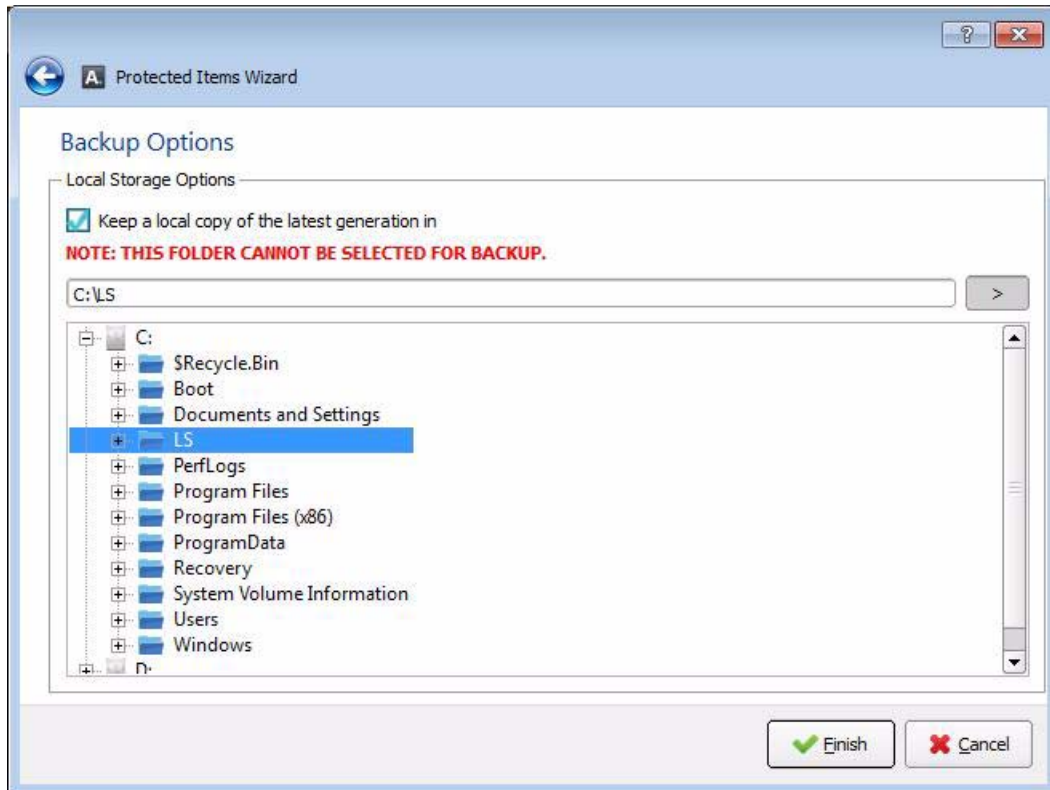 Protected Items Wizard
Backup Options
Local Storage Options
Keep a local copy of the latest generation in
NOTE: THIS FOLDER CANNOT BE SELECTED FOR BACKUP.
C:\LS >
C:
$Recycle.Bin
Boot
Documents and Settings
LS
PerfLogs
Program Files
Program Files (x86)
ProgramData
Recovery
System Volume Information
Users
Windows
D:
Finish Cancel